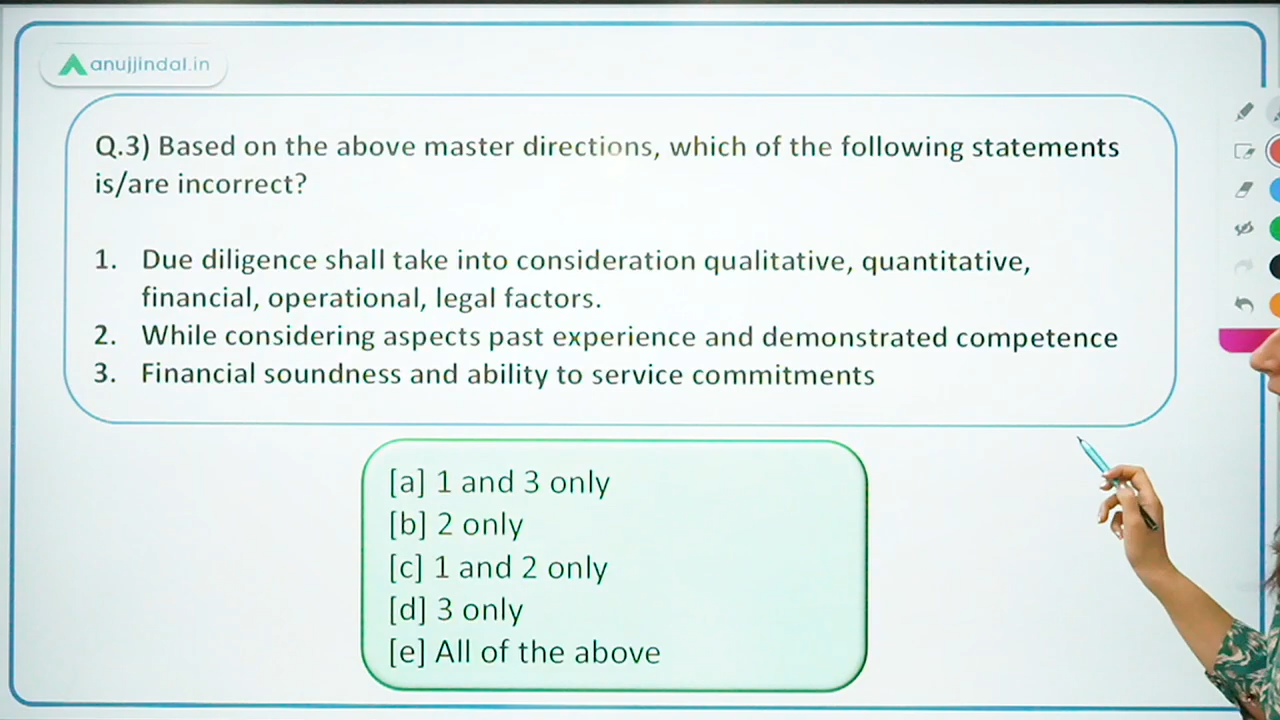 anujjindal.in
Q.3) Based on the above master directions, which of the following statements
is/are incorrect?
1. Due diligence shall take into consideration qualitative, quantitative,
financial, operational, legal factors.
2. While considering aspects past experience and demonstrated competence
3. Financial soundness and ability to service commitments
[a] 1 and 3 only
[b] 2 only
[c] 1 and 2 only
[d] 3 only
[e] All of the above